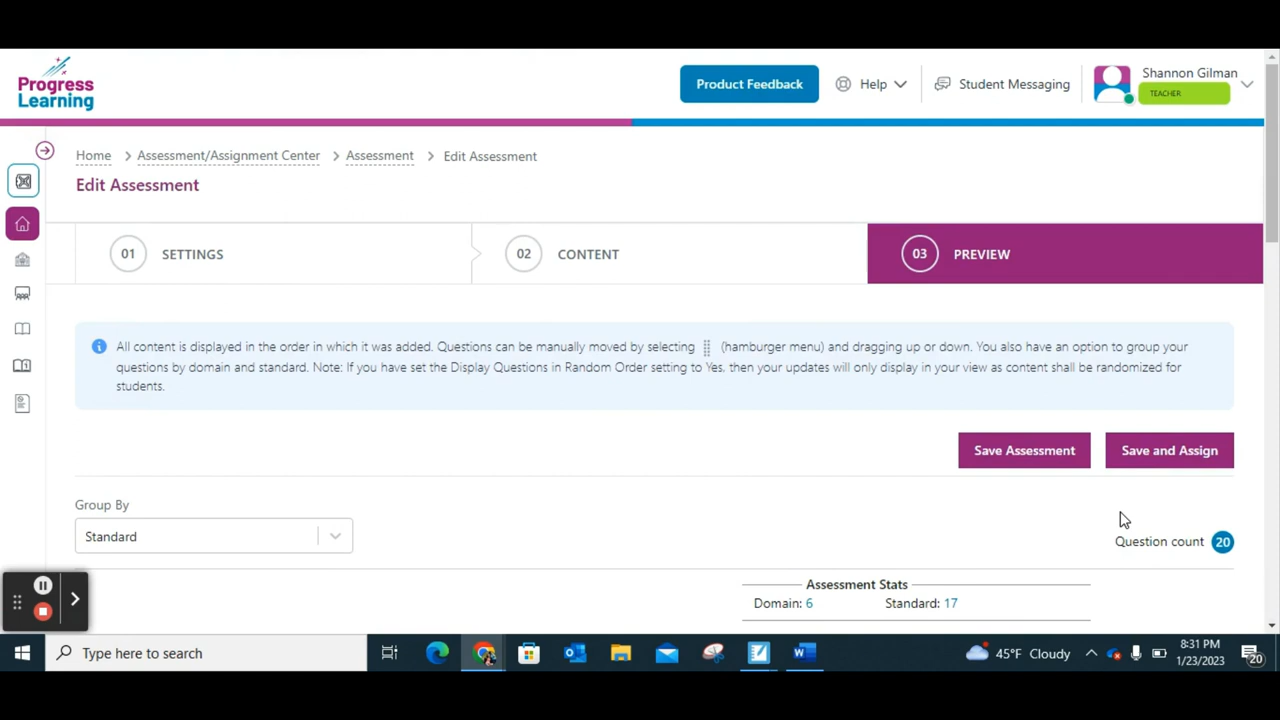 Progress
Learning
Product Feedback
Help
Student Messaging
Shannon Gilman
TEACHER
Home > Assessment/Assignment Center > Assessment > Edit Assessment
Edit Assessment
01 SETTINGS
02 CONTENT
03 PREVIEW
All content is displayed in the order in which it was added. Questions can be manually moved by selecting (hamburger menu) and dragging up or down. You also have an option to group your
questions by domain and standard. Note: If you have set the Display Questions in Random Order setting to Yes, then your updates will only display in your view as content shall be randomized for
students.
Save Assessment
Save and Assign
Group By
Standard
Question count 20
Assessment Stats
Domain: 6 Standard: 17
Type here to search
45°F Cloudy
8:31 PM
1/23/2023
20